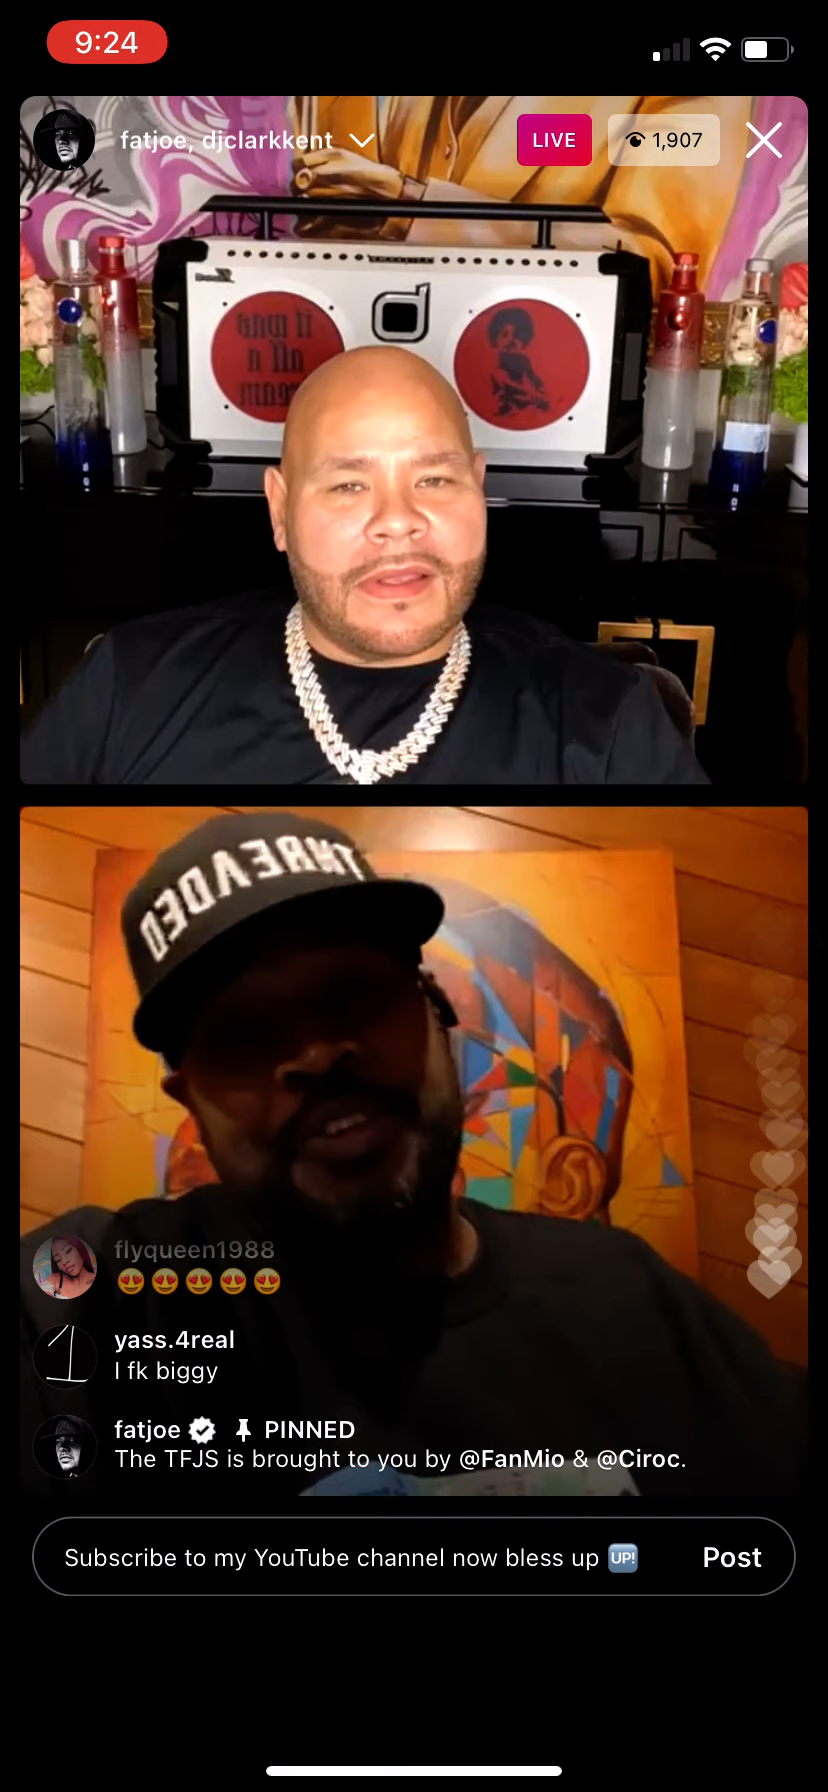 9:24
fatjoe, djclarkkent
LIVE
1,907
THREADED
flyqueen1988
😍😍😍😍😍
yass.4real
I fk biggy
fatjoe PINNED
The TFJS is brought to you by @FanMio & @Ciroc.
Subscribe to my YouTube channel now bless up 🆙
Post